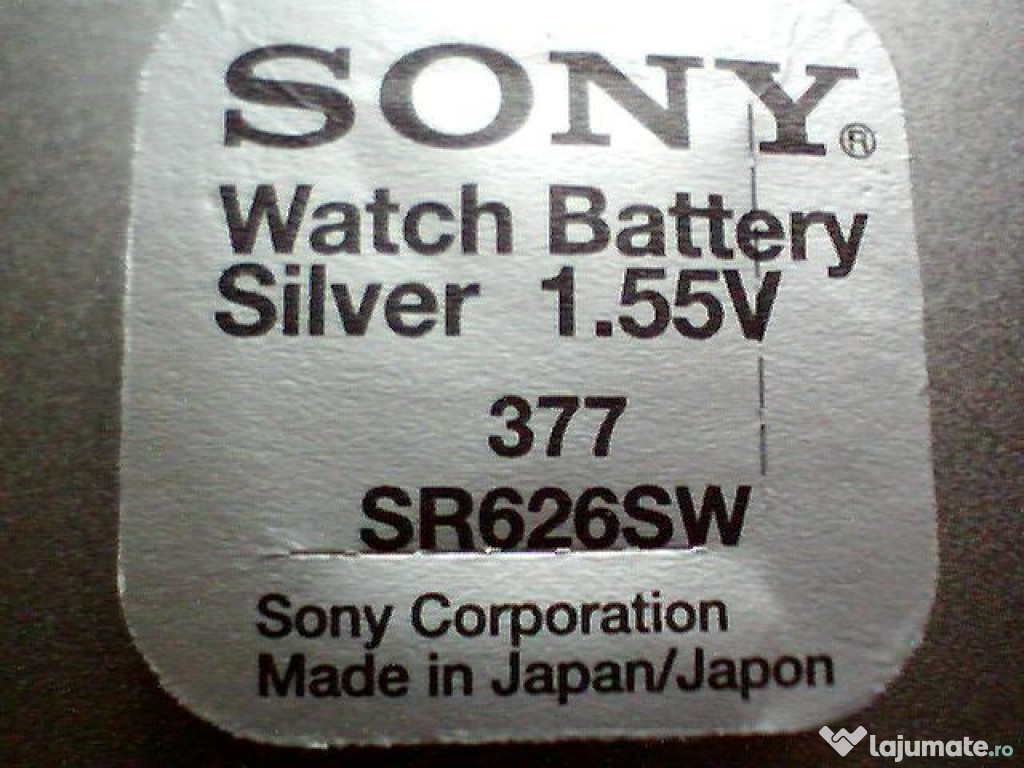 SONY®
Watch Battery
Silver 1.55V
377
SR626SW
Sony Corporation
Made in Japan/Japon
lajumate.ro